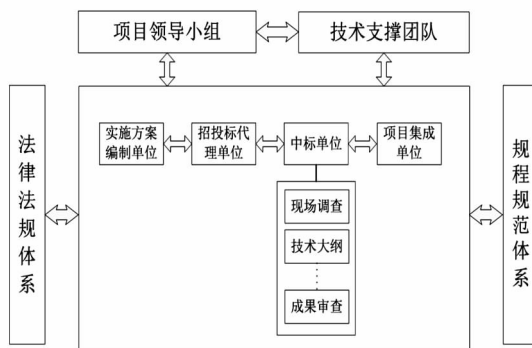 项目领导小组
技术支撑团队
法律法规体系
实施方案
编制单位
招投标代
理单位
中标单位
项目集成
单位
现场调查
技术大纲
成果审查
规程规范体系